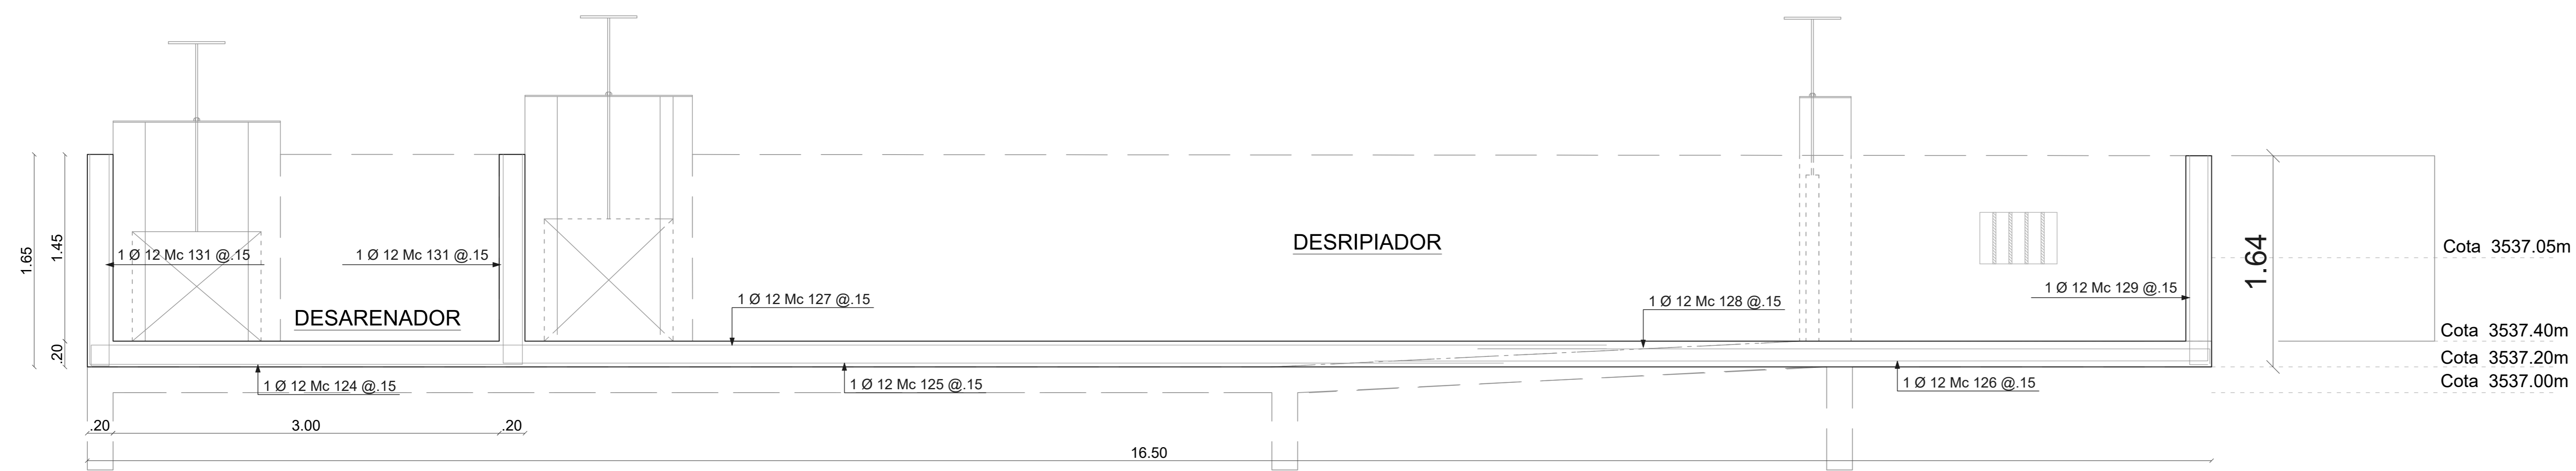 1.65
1.45
.20
1 Ø 12 Mc 131 @.15
1 Ø 12 Mc 131 @.15
DESARENADOR
DESRIPIADOR
1 Ø 12 Mc 127 @.15
1 Ø 12 Mc 128 @.15
1 Ø 12 Mc 129 @.15
1.64
Cota 3537.05m
Cota 3537.40m
Cota 3537.20m
Cota 3537.00m
1 Ø 12 Mc 124 @.15
1 Ø 12 Mc 125 @.15
1 Ø 12 Mc 126 @.15
.20
3.00
.20
16.50